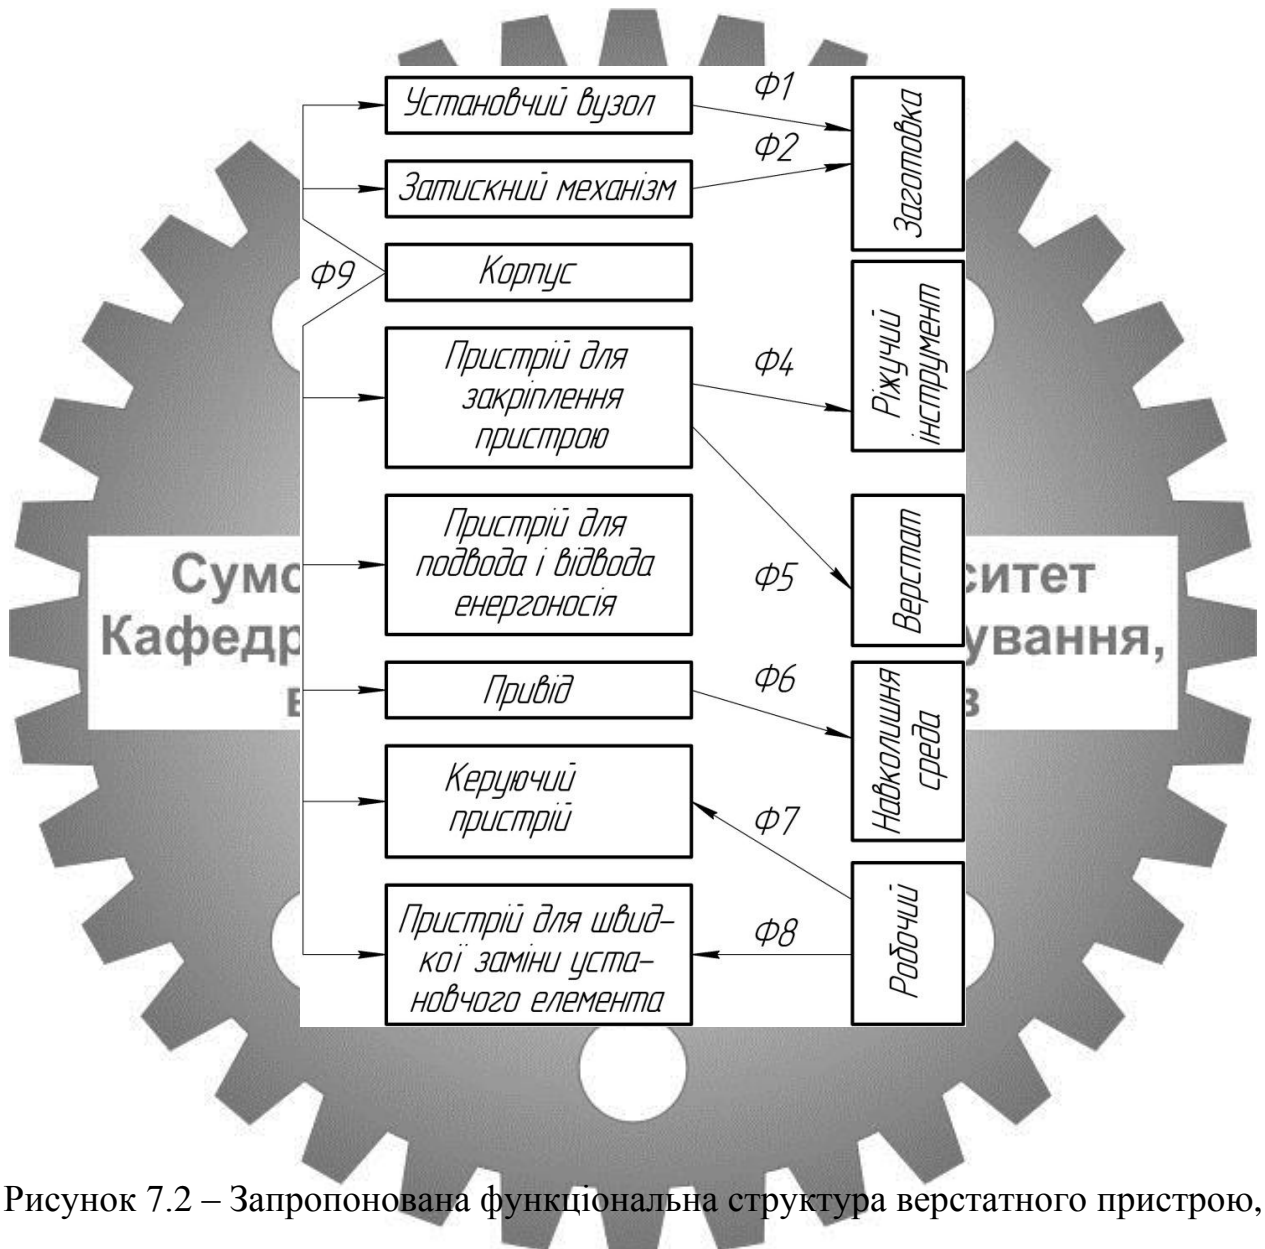 Установчий вузол
Ф1
Заготовка
Затискний механізм
Ф2
Ф9
Корпус
Пристрій для
закріплення
пристрою
Ф4
Ріжучий
інструмент
Пристрій для
подвода і відвода
енергоносія
Ф5
Верстат
Сумс
ситет
Кафедр
ування,
в
Привід
Ф6
Навколишня
среда
Керуючий
пристрій
Ф7
Пристрій для швид–
кої заміни уста–
новчого елемента
Ф8
Робочий
Рисунок 7.2 – Запропонована функціональна структура верстатного пристрою,